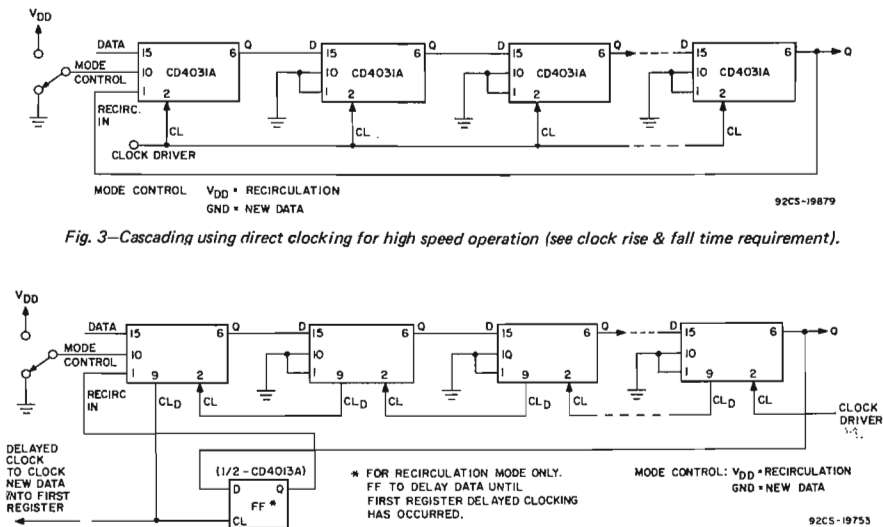 VDD
DATA
MODE
CONTROL
RECIRC.
IN
15
10
1
2
6
CD4031A
Q
CL
D
15
10
1
2
6
CD4031A
Q
CL
D
15
10
1
2
6
CD4031A
Q
CL
D
15
10
1
2
6
CD4031A
Q
CL
CLOCK DRIVER
MODE CONTROL VDD = RECIRCULATION
GND = NEW DATA
92CS-19879
Fig. 3—Cascading using direct clocking for high speed operation (see clock rise & fall time requirement).
VDD
DATA
MODE
CONTROL
RECIRC
IN
15
10
1
9
2
6
Q
CLD
CL
D
15
10
1
9
2
6
Q
CLD
CL
D
15
10
1
9
2
6
Q
CLD
CL
D
15
10
1
9
2
6
Q
CLD
CL
CLOCK
DRIVER
DELAYED
CLOCK
TO CLOCK
NEW DATA
INTO FIRST
REGISTER
(1/2-CD4013A)
D Q
FF *
CL
* FOR RECIRCULATION MODE ONLY.
FF TO DELAY DATA UNTIL
FIRST REGISTER DELAYED CLOCKING
HAS OCCURRED.
MODE CONTROL: VDD = RECIRCULATION
GND = NEW DATA
92CS-19753